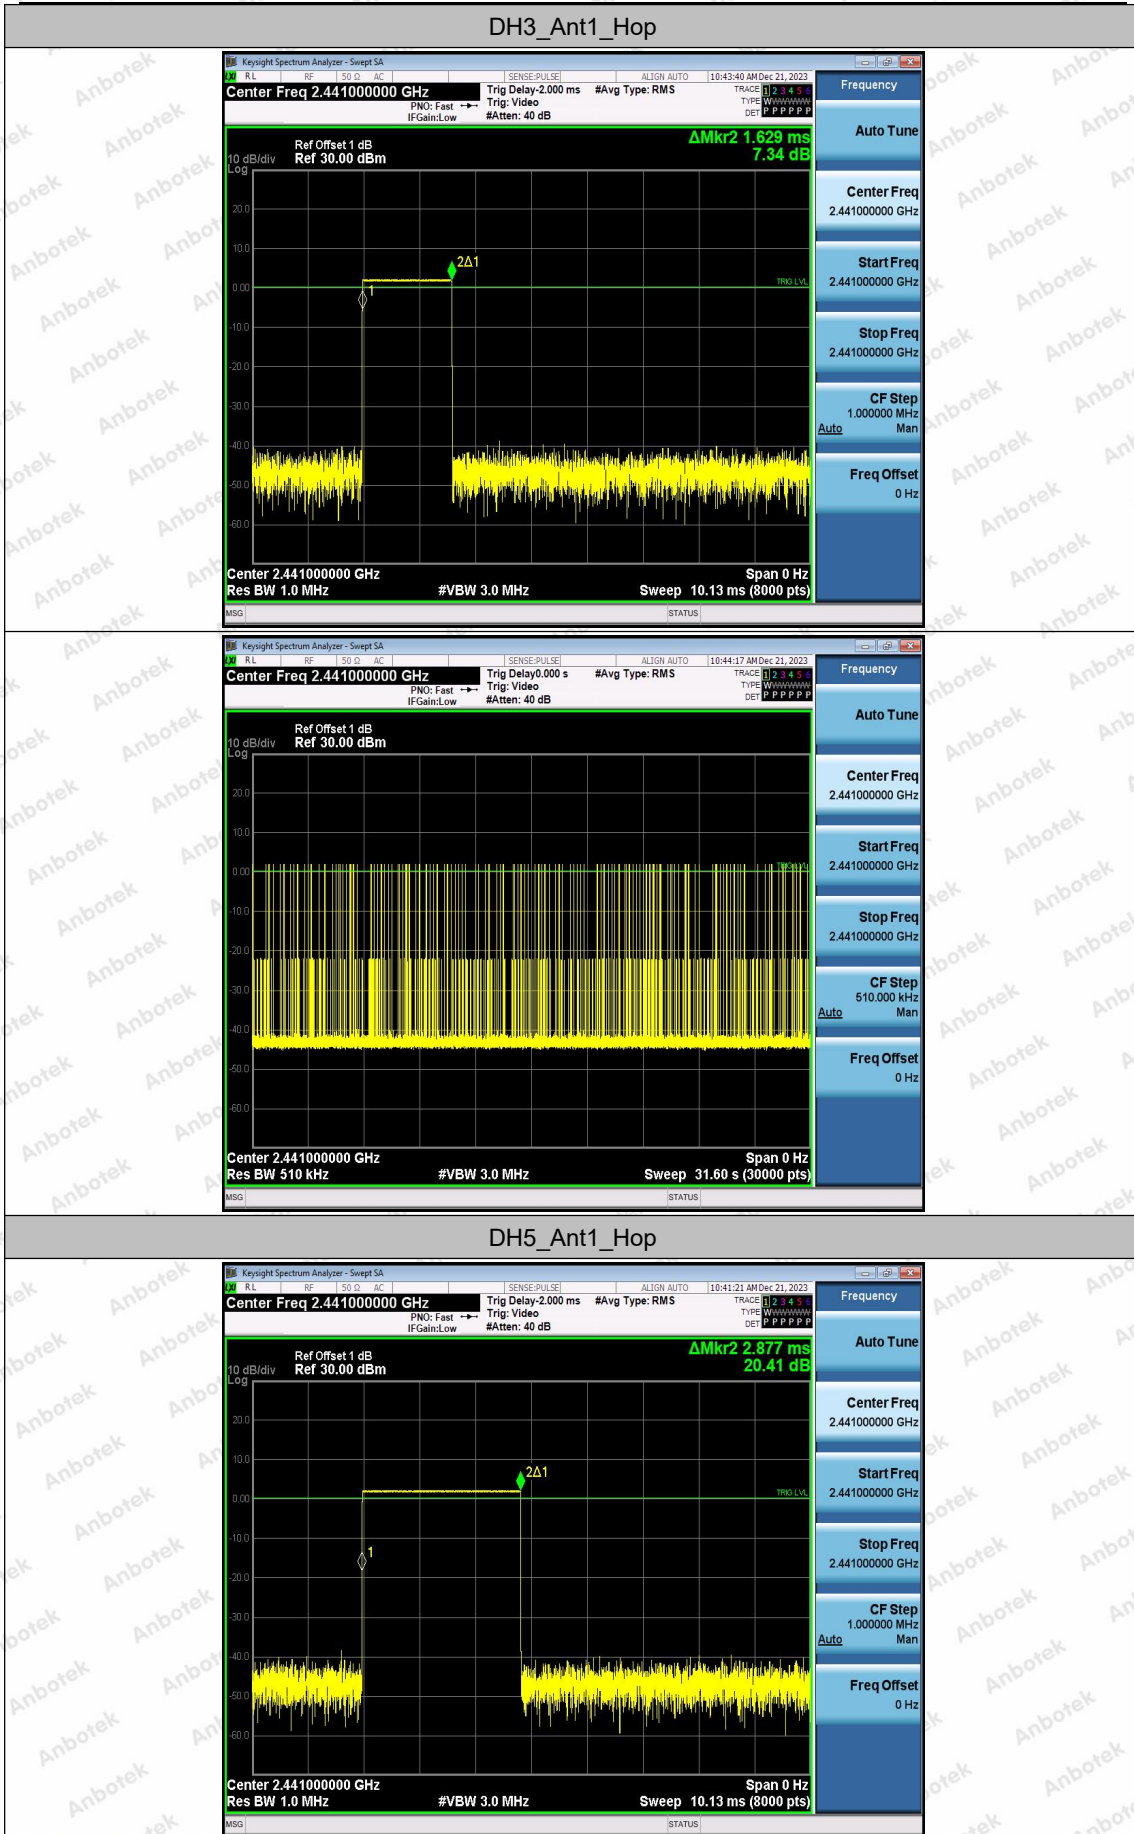 DH3_Ant1_Hop
Keysight Spectrum Analyzer - Swept SA
LXI RL RF 50 Ω AC SENSE:PULSE ALIGN AUTO 10:43:40 AM Dec 21, 2023
Center Freq 2.441000000 GHz
PNO: Fast
IFGain:Low
Trig Delay-2.000 ms
Trig: Video
#Atten: 40 dB
#Avg Type: RMS
TRACE 1 2 3 4 5 6
TYPE WWWWWW
DET P P P P P P
ΔMkr2 1.629 ms
7.34 dB
Ref Offset 1 dB
10 dB/div Ref 30.00 dBm
Log
20.0
10.0
2Δ1
0.00
1
TRIG LVL
-10.0
-20.0
-30.0
-40.0
-50.0
-60.0
Center 2.441000000 GHz Span 0 Hz
Res BW 1.0 MHz #VBW 3.0 MHz Sweep 10.13 ms (8000 pts)
MSG STATUS
Frequency
Auto Tune
Center Freq
2.441000000 GHz
Start Freq
2.441000000 GHz
Stop Freq
2.441000000 GHz
CF Step
1.000000 MHz
Auto Man
Freq Offset
0 Hz
Keysight Spectrum Analyzer - Swept SA
LXI RL RF 50 Ω AC SENSE:PULSE ALIGN AUTO 10:44:17 AM Dec 21, 2023
Center Freq 2.441000000 GHz
PNO: Fast
IFGain:Low
Trig Delay0.000 s
Trig: Video
#Atten: 40 dB
#Avg Type: RMS
TRACE 1 2 3 4 5 6
TYPE WWWWWW
DET P P P P P P
Ref Offset 1 dB
10 dB/div Ref 30.00 dBm
Log
20.0
10.0
0.00
TRIG LVL
-10.0
-20.0
-30.0
-40.0
-50.0
-60.0
Center 2.441000000 GHz Span 0 Hz
Res BW 510 kHz #VBW 3.0 MHz Sweep 31.60 s (30000 pts)
MSG STATUS
Frequency
Auto Tune
Center Freq
2.441000000 GHz
Start Freq
2.441000000 GHz
Stop Freq
2.441000000 GHz
CF Step
510.000 kHz
Auto Man
Freq Offset
0 Hz
DH5_Ant1_Hop
Keysight Spectrum Analyzer - Swept SA
LXI RL RF 50 Ω AC SENSE:PULSE ALIGN AUTO 10:41:21 AM Dec 21, 2023
Center Freq 2.441000000 GHz
PNO: Fast
IFGain:Low
Trig Delay-2.000 ms
Trig: Video
#Atten: 40 dB
#Avg Type: RMS
TRACE 1 2 3 4 5 6
TYPE WWWWWW
DET P P P P P P
ΔMkr2 2.877 ms
20.41 dB
Ref Offset 1 dB
10 dB/div Ref 30.00 dBm
Log
20.0
10.0
2Δ1
0.00
TRIG LVL
-10.0
1
-20.0
-30.0
-40.0
-50.0
-60.0
Center 2.441000000 GHz Span 0 Hz
Res BW 1.0 MHz #VBW 3.0 MHz Sweep 10.13 ms (8000 pts)
MSG STATUS
Frequency
Auto Tune
Center Freq
2.441000000 GHz
Start Freq
2.441000000 GHz
Stop Freq
2.441000000 GHz
CF Step
1.000000 MHz
Auto Man
Freq Offset
0 Hz
Anbotek